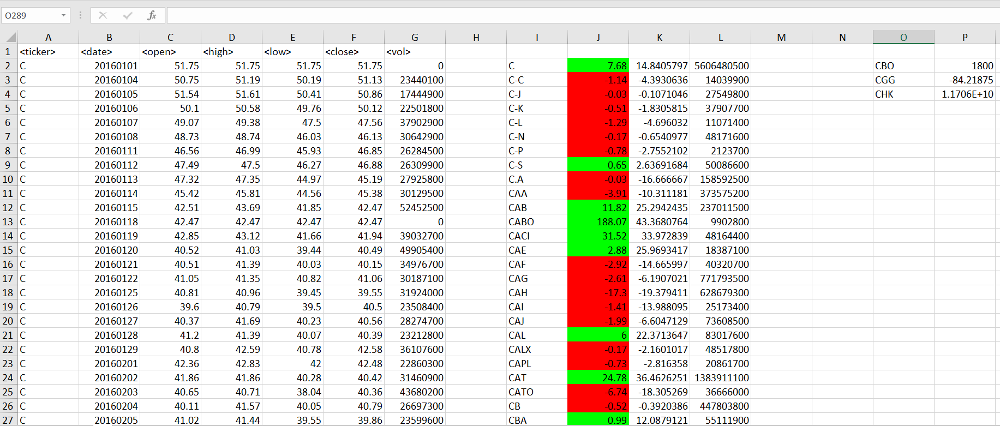 O289 fx
A B C D E F G H I J K L M N O P
1 <ticker> <date> <open> <high> <low> <close> <vol>
2 C 20160101 51.75 51.75 51.75 51.75 0 C 7.68 14.8405797 5606480500 CBO 1800
3 C 20160104 50.75 51.19 50.19 51.13 23440100 C-C -1.14 -4.3930636 14039900 CGG -84.21875
4 C 20160105 51.54 51.61 50.41 50.86 17444900 C-J -0.03 -0.1071046 27549800 CHK 1.1706E+10
5 C 20160106 50.1 50.58 49.76 50.12 22501800 C-K -0.51 -1.8305815 37907700
6 C 20160107 49.07 49.38 47.5 47.56 37902900 C-L -1.29 -4.696032 11071400
7 C 20160108 48.73 48.74 46.03 46.13 30642900 C-N -0.17 -0.6540977 48171600
8 C 20160111 46.56 46.99 45.93 46.85 26284500 C-P -0.78 -2.7552102 2123700
9 C 20160112 47.49 47.5 46.27 46.88 26309900 C-S 0.65 2.63691684 50086600
10 C 20160113 47.32 47.35 44.97 45.19 27925800 C.A -0.03 -16.666667 158592500
11 C 20160114 45.42 45.81 44.56 45.38 30129500 CAA -3.91 -10.311181 373575200
12 C 20160115 42.51 43.69 41.85 42.47 52452500 CAB 11.82 25.2942435 237011500
13 C 20160118 42.47 42.47 42.47 42.47 0 CABO 188.07 43.3680764 9902800
14 C 20160119 42.85 43.12 41.66 41.94 39032700 CACI 31.52 33.972839 48164400
15 C 20160120 40.52 41.03 39.44 40.49 49905400 CAE 2.88 25.9693417 18387100
16 C 20160121 40.51 41.39 40.03 40.15 34976700 CAF -2.92 -14.665997 40320700
17 C 20160122 41.05 41.35 40.82 41.06 30187100 CAG -2.61 -6.1907021 771793500
18 C 20160125 40.81 40.96 39.45 39.55 31924000 CAH -17.3 -19.379411 628679300
19 C 20160126 39.6 40.79 39.5 40.5 23508400 CAI -1.41 -13.988095 25173400
20 C 20160127 40.37 41.69 40.23 40.56 28274700 CAJ -1.99 -6.6047129 73608500
21 C 20160128 41.2 41.39 40.07 40.39 23212800 CAL 6 22.3713647 83017600
22 C 20160129 40.8 42.59 40.78 42.58 36107600 CALX -0.17 -2.1601017 48517800
23 C 20160201 42.36 42.83 42 42.48 22860300 CAPL -0.73 -2.816358 20861700
24 C 20160202 41.86 41.86 40.28 40.42 31460900 CAT 24.78 36.4626251 1383911100
25 C 20160203 40.65 40.71 38.04 40.36 43680200 CATO -6.74 -18.305269 36666000
26 C 20160204 40.11 41.57 40.05 40.79 26697300 CB -0.52 -0.3920386 447803800
27 C 20160205 41.02 41.44 39.55 39.86 23599600 CBA 0.99 12.0879121 55111900